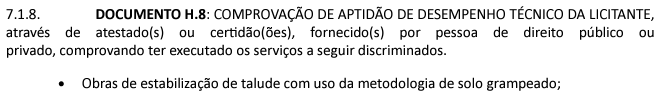 7.1.8. DOCUMENTO H.8: COMPROVAÇÃO DE APTIDÃO DE DESEMPENHO TÉCNICO DA LICITANTE,
através de atestado(s) ou certidão(ões), fornecido(s) por pessoa de direito público ou
privado, comprovando ter executado os serviços a seguir discriminados.
• Obras de estabilização de talude com uso da metodologia de solo grampeado;